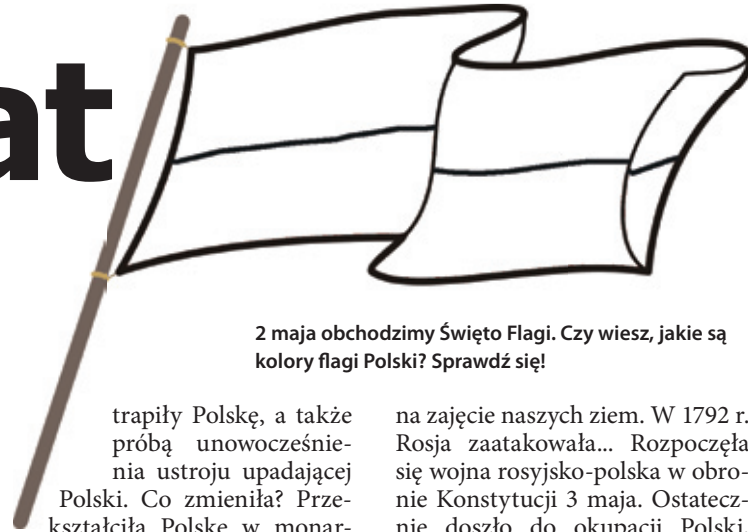 at
2 maja obchodzimy Święto Flagi. Czy wiesz, jakie są
kolory flagi Polski? Sprawdź się!
trapiły Polskę, a także
próbą unowocześnie-
nia ustroju upadającej
Polski. Co zmieniła? Prze-
kształciła Polskę w monar-
na zajęcie naszych ziem. W 1792 r.
Rosja zaatakowała... Rozpoczęła
się wojna rosyjsko-polska w obro-
nie Konstytucji 3 maja. Ostatecz-
nie doszło do okupacji Polski